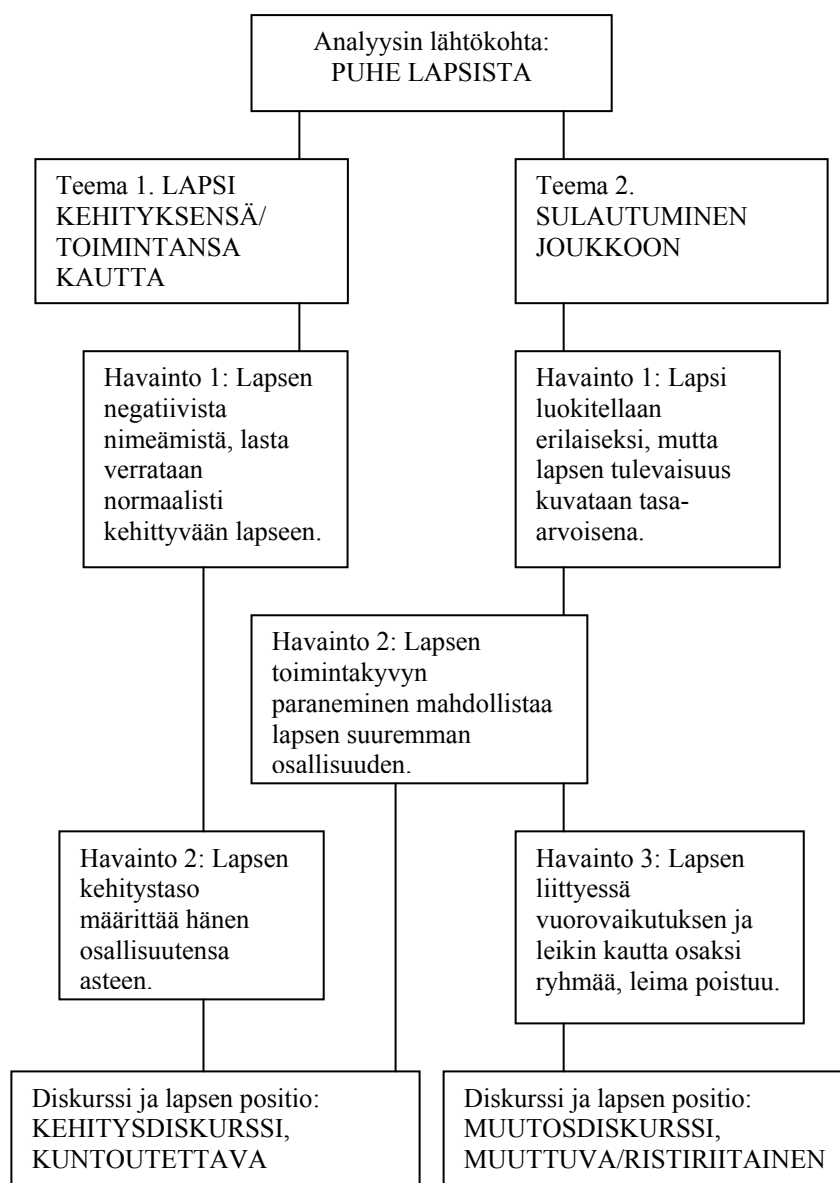 Analyysin lähtökohta:
PUHE LAPSISTA
Teema 1. LAPSI
KEHITYKSENSÄ/
TOIMINTANSA
KAUTTA
Teema 2.
SULAUTUMINEN
JOUKKOON
Havainto 1: Lapsen
negatiivista
nimeämistä, lasta
verrataan
normaalisti
kehittyvään lapseen.
Havainto 1: Lapsi
luokitellaan
erilaiseksi, mutta
lapsen tulevaisuus
kuvataan tasa-
arvoisena.
Havainto 2: Lapsen
toimintakyvyn
paraneminen mahdollistaa
lapsen suuremman
osallisuuden.
Havainto 2: Lapsen
kehitystaso
määrittää hänen
osallisuutensa
asteen.
Havainto 3: Lapsen
liittyessä
vuorovaikutuksen ja
leikin kautta osaksi
ryhmää, leima poistuu.
Diskurssi ja lapsen positio:
KEHITYSDISKURSSI,
KUNTOUTETTAVA
Diskurssi ja lapsen positio:
MUUTOSDISKURSSI,
MUUTTUVA/RISTIRIITAINEN